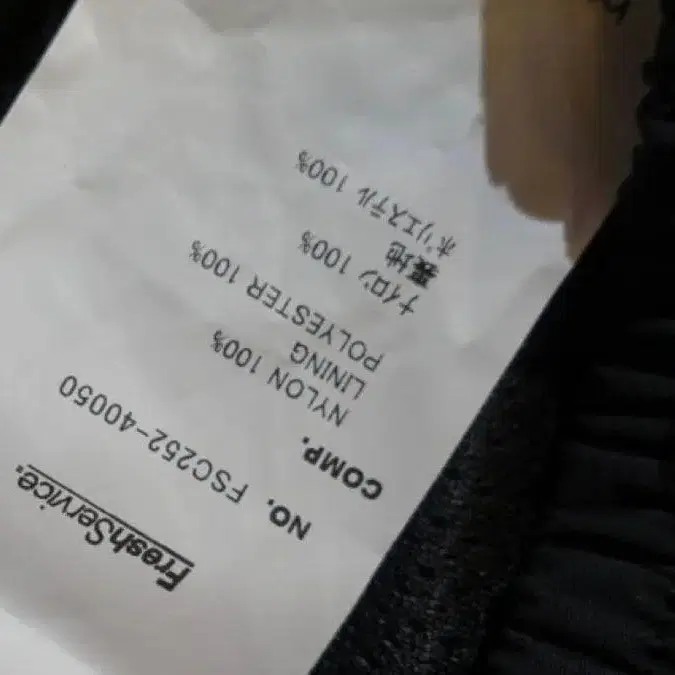 FreshService.
NO. FSC252-40050
COMP.
NYLON 100%
LINING
POLYESTER 100%
ナイロン 100%
裏地
ポリエステル 100%